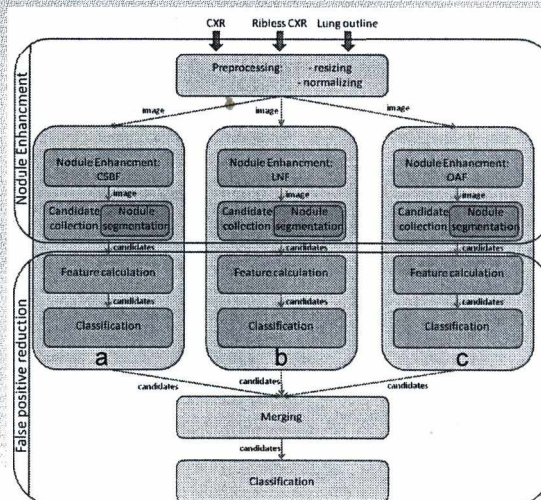 CXR Ribless CXR Lung outline
Preprocessing: - resizing
- normalizing
Nodule Enhancment
image image image
Nodule Enhancment: CSBF
Nodule Enhancment: LNF
Nodule Enhancment: OAF
image image image
Candidate collection Nodule segmentation
Candidate collection Nodule segmentation
Candidate collection Nodule segmentation
candidates candidates candidates
False positive reduction
Feature calculation Feature calculation Feature calculation
candidates candidates candidates
Classification Classification Classification
a b c
candidates candidates candidates
Merging
candidates
Classification